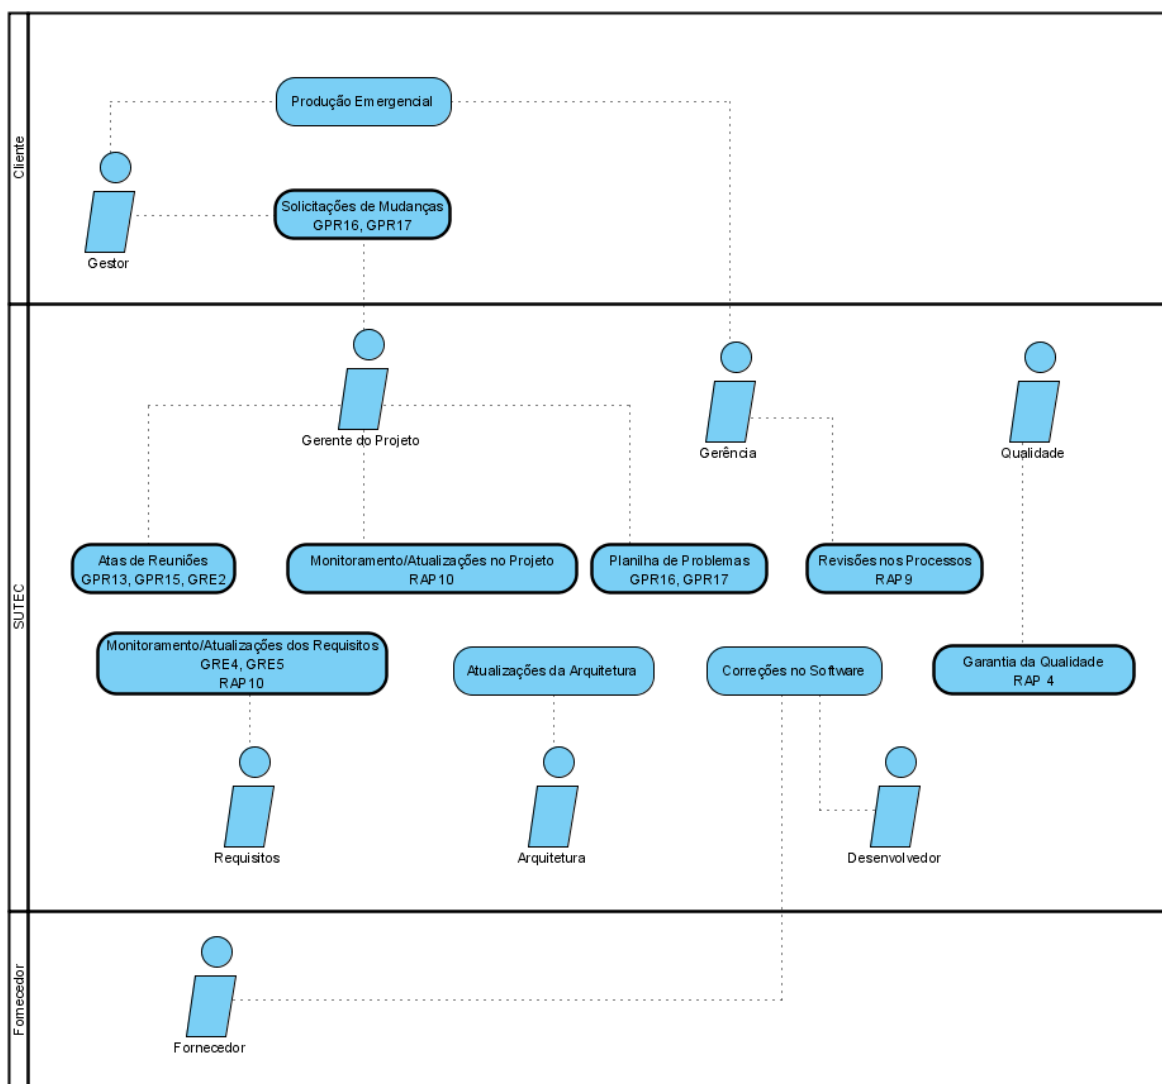 Cliente
Produção Emergencial
Solicitações de Mudanças
GPR16, GPR17
Gestor
SUTEC
Gerente do Projeto
Gerência
Qualidade
Atas de Reuniões
GPR13, GPR15, GRE2
Monitoramento/Atualizações no Projeto
RAP10
Planilha de Problemas
GPR16, GPR17
Revisões nos Processos
RAP9
Monitoramento/Atualizações dos Requisitos
GRE4, GRE5
RAP10
Atualizações da Arquitetura
Correções no Software
Garantia da Qualidade
RAP 4
Requisitos
Arquitetura
Desenvolvedor
Fornecedor
Fornecedor